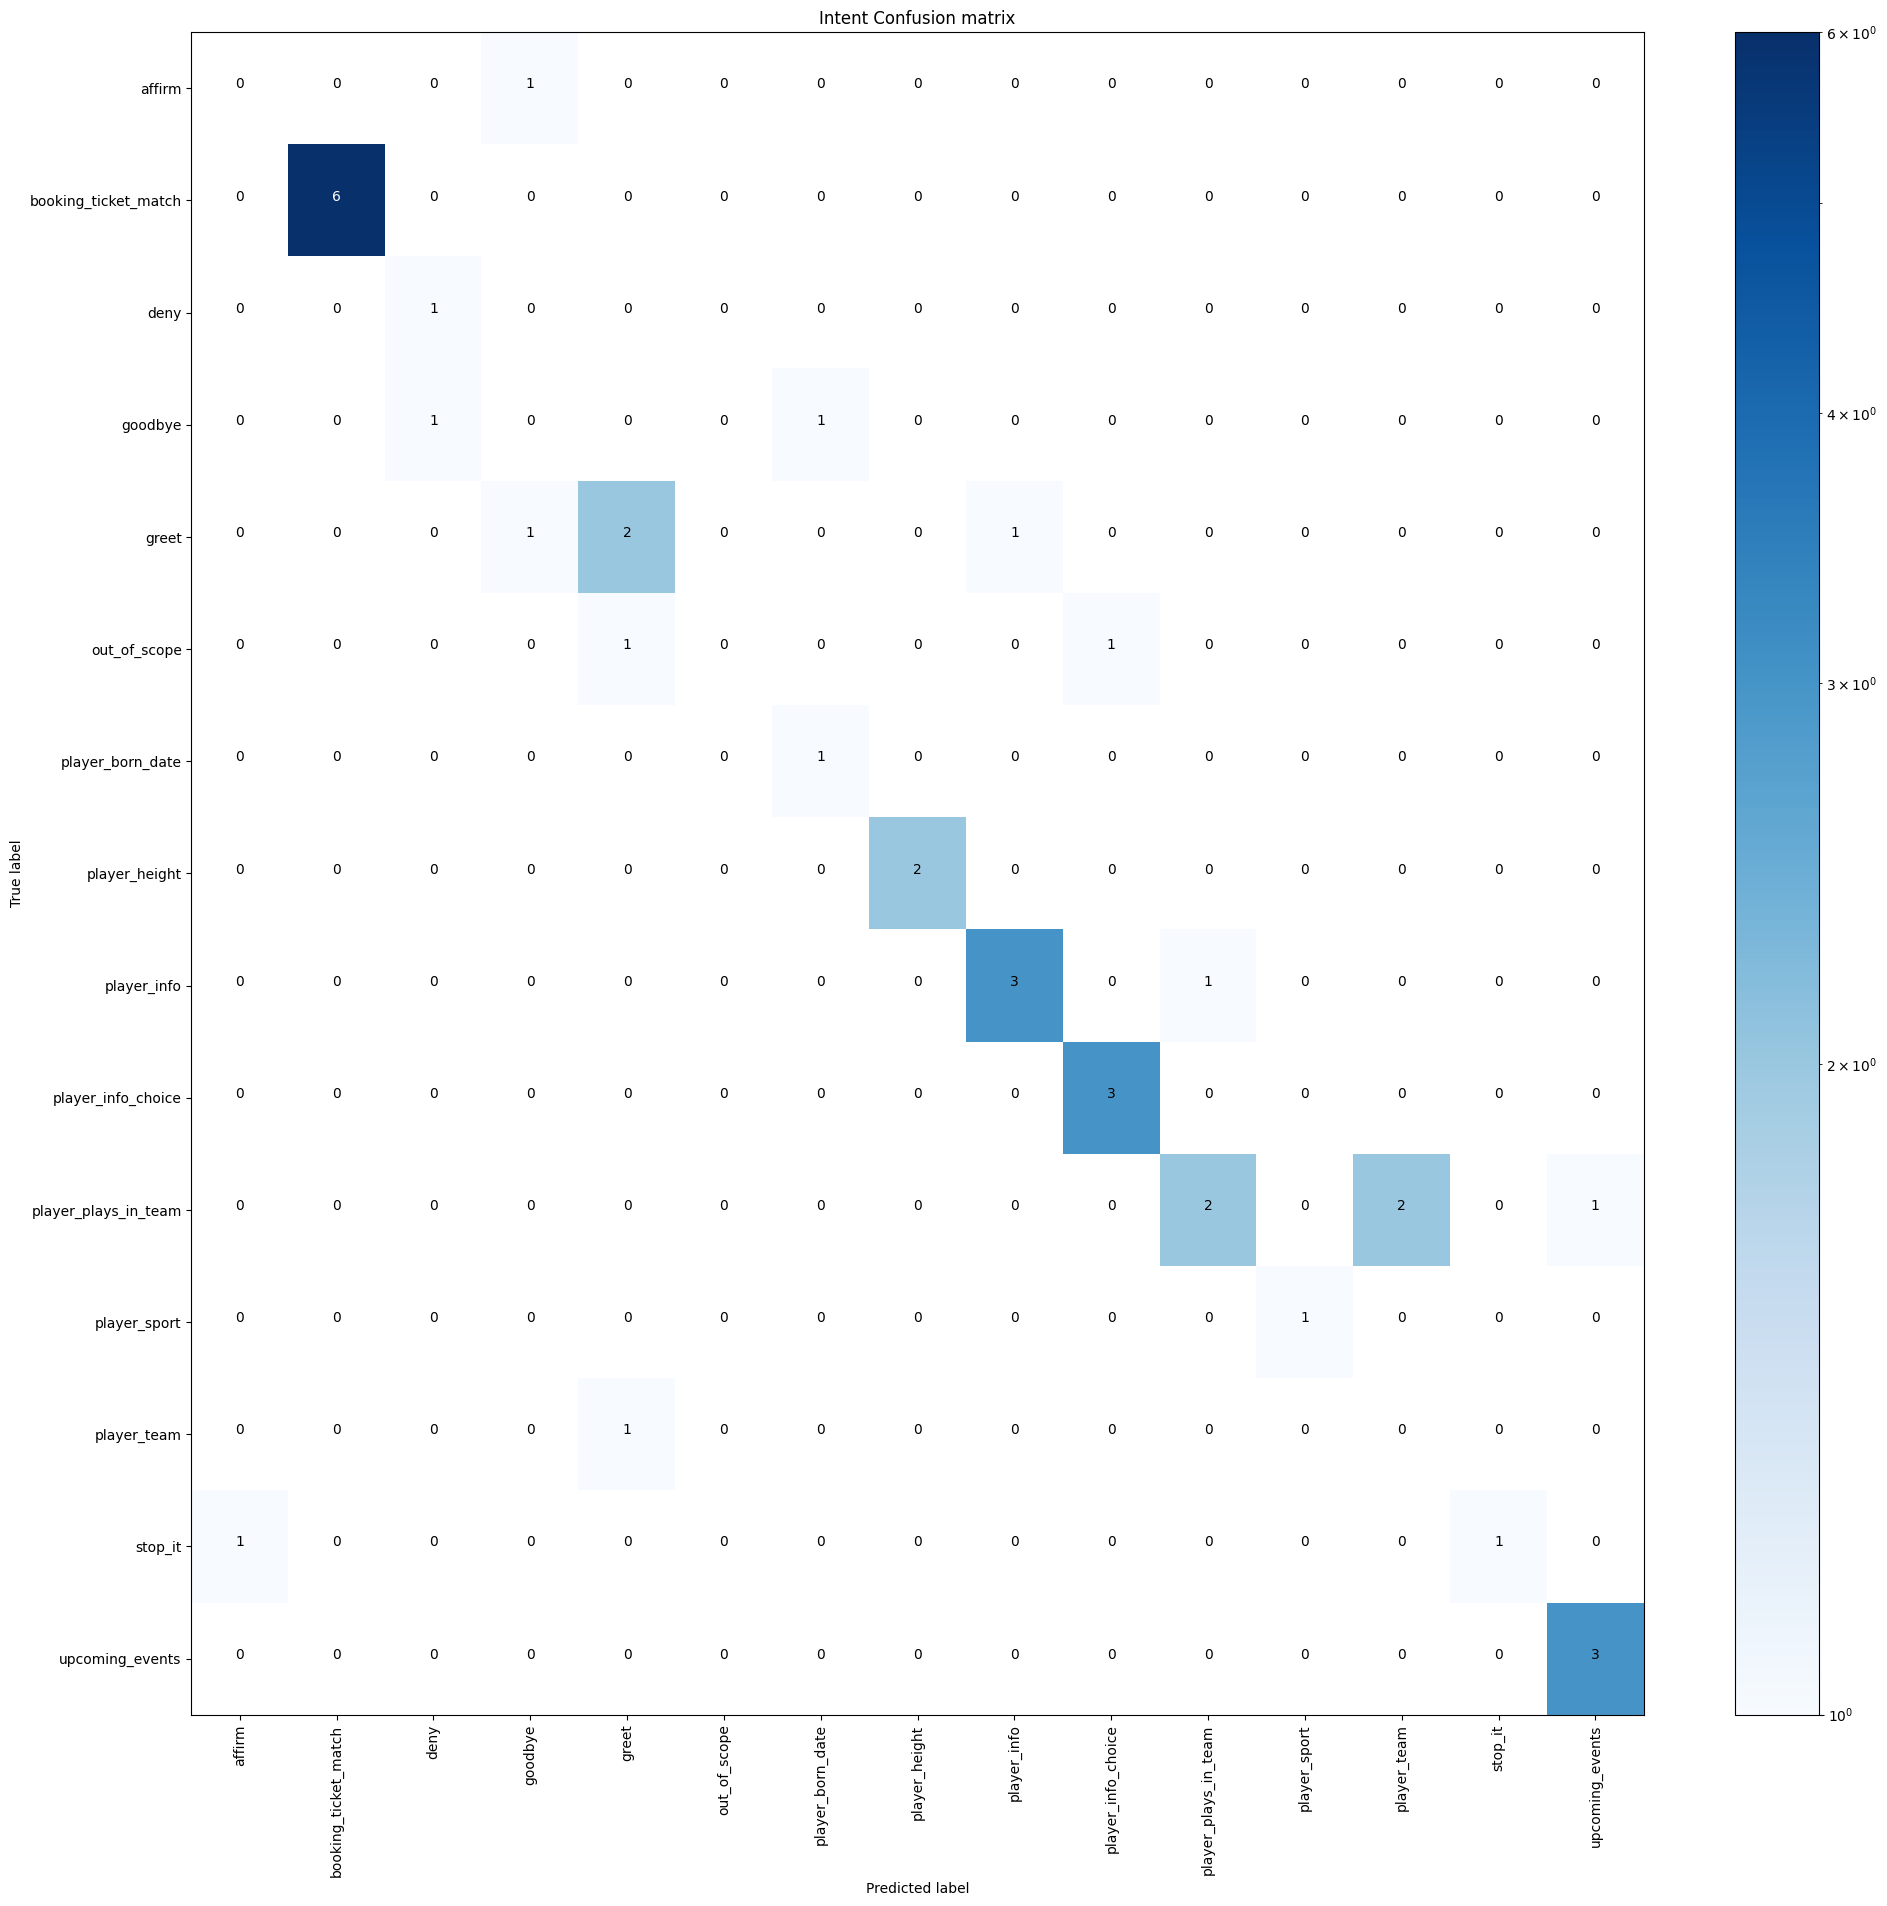 Intent Confusion matrix
affirm 0 0 0 1 0 0 0 0 0 0 0 0 0 0 0
booking_ticket_match 0 6 0 0 0 0 0 0 0 0 0 0 0 0 0
deny 0 0 1 0 0 0 0 0 0 0 0 0 0 0 0
goodbye 0 0 1 0 0 0 1 0 0 0 0 0 0 0 0
greet 0 0 0 1 2 0 0 0 1 0 0 0 0 0 0
out_of_scope 0 0 0 0 1 0 0 0 0 1 0 0 0 0 0
player_born_date 0 0 0 0 0 0 1 0 0 0 0 0 0 0 0
player_height 0 0 0 0 0 0 0 2 0 0 0 0 0 0 0
player_info 0 0 0 0 0 0 0 0 3 0 1 0 0 0 0
player_info_choice 0 0 0 0 0 0 0 0 0 3 0 0 0 0 0
player_plays_in_team 0 0 0 0 0 0 0 0 0 0 2 0 2 0 1
player_sport 0 0 0 0 0 0 0 0 0 0 0 1 0 0 0
player_team 0 0 0 0 1 0 0 0 0 0 0 0 0 0 0
stop_it 1 0 0 0 0 0 0 0 0 0 0 0 0 1 0
upcoming_events 0 0 0 0 0 0 0 0 0 0 0 0 0 0 3
True label
affirm
booking_ticket_match
deny
goodbye
greet
out_of_scope
player_born_date
player_height
player_info
player_info_choice
player_plays_in_team
player_sport
player_team
stop_it
upcoming_events
Predicted label
6 × 10⁰
4 × 10⁰
3 × 10⁰
2 × 10⁰
10⁰